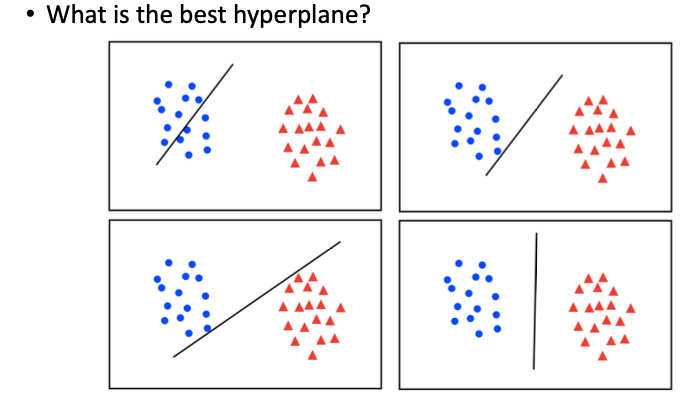 • What is the best hyperplane?